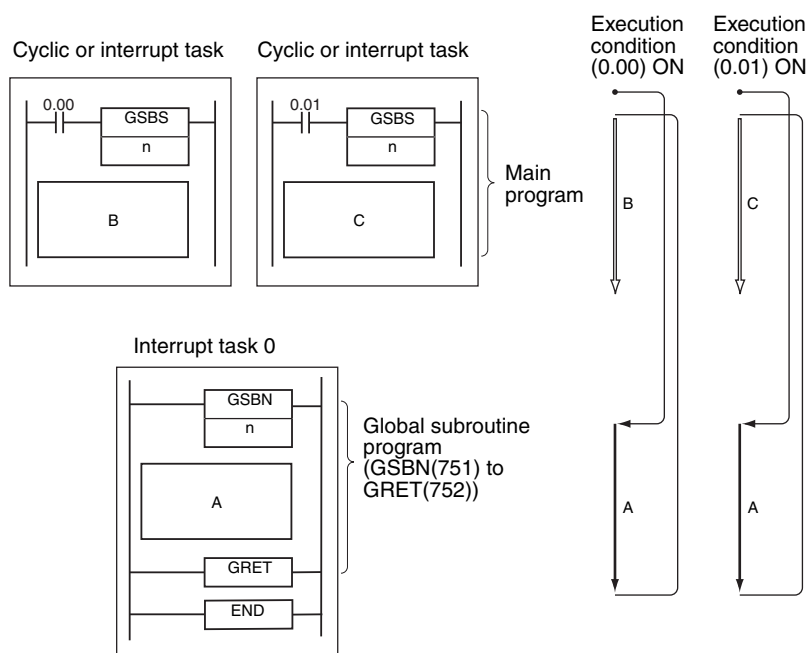 Cyclic or interrupt task
0.00
GSBS
n
B
Cyclic or interrupt task
0.01
GSBS
n
C
Main
program
Execution
condition
(0.00) ON
B
A
Execution
condition
(0.01) ON
C
A
Interrupt task 0
GSBN
n
A
GRET
END
Global subroutine
program
(GSBN(751) to
GRET(752))